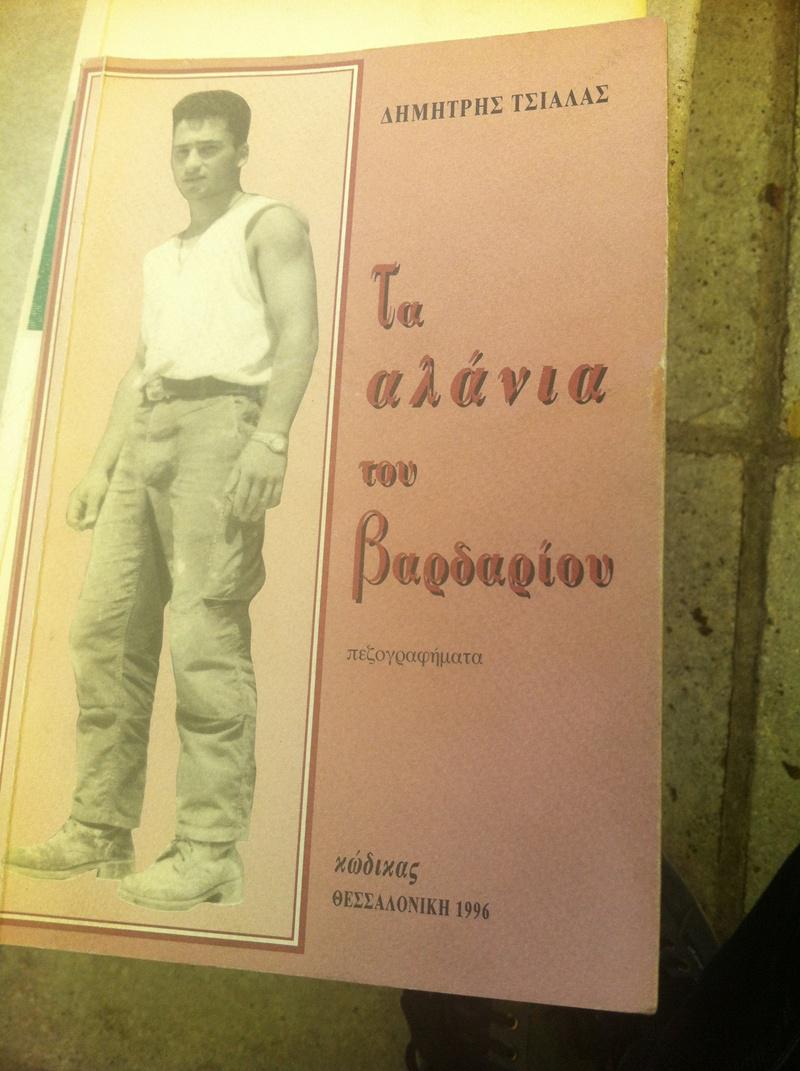 ΔΗΜΗΤΡΗΣ ΤΣΙΑΛΑΣ
Τα
αλάνια
του
βαρδαρίου
πεζογραφήματα
κώδικας
ΘΕΣΣΑΛΟΝΙΚΗ 1996